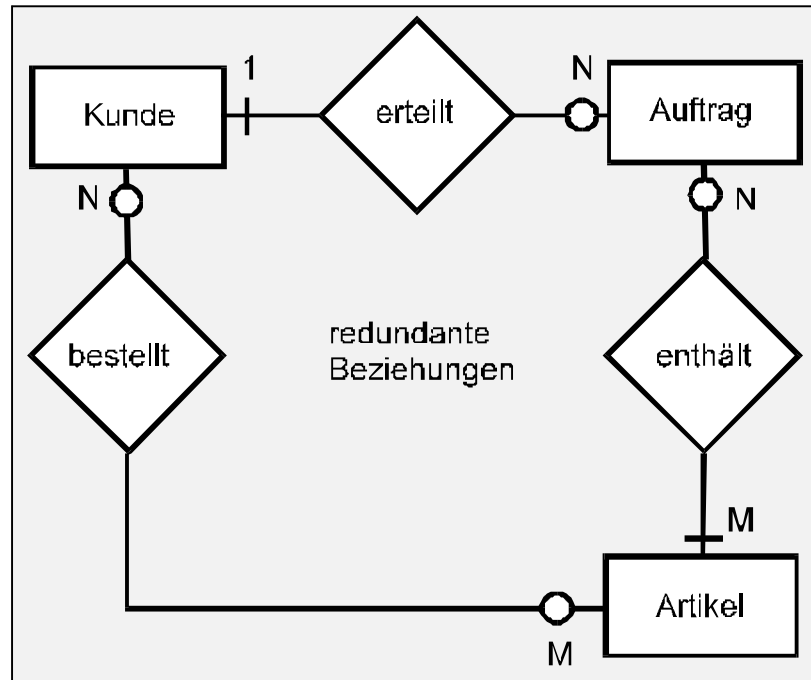 1
N
Kunde
erteilt
Auftrag
N
N
bestellt
redundante
Beziehungen
enthält
M
Artikel
M